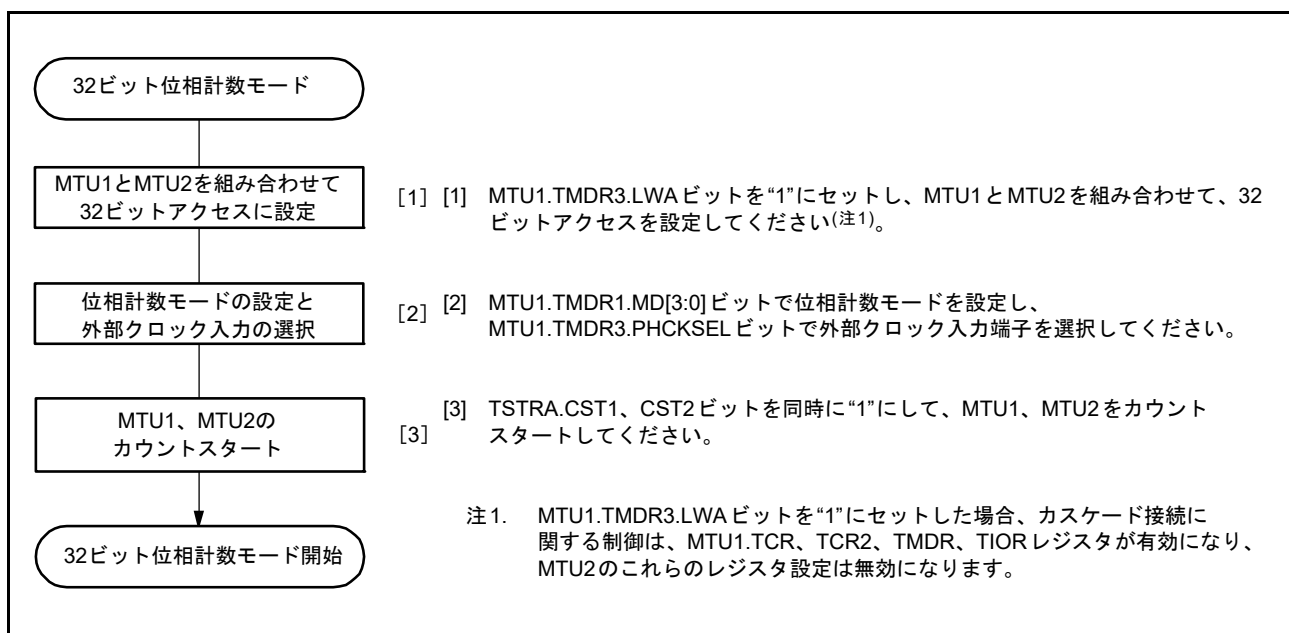 32ビット位相計数モード
MTU1とMTU2を組み合わせて
32ビットアクセスに設定
[1]
[1] MTU1.TMDR3.LWAビットを“1”にセットし、MTU1とMTU2を組み合わせて、32
ビットアクセスを設定してください(注1)。
位相計数モードの設定と
外部クロック入力の選択
[2]
[2] MTU1.TMDR1.MD[3:0]ビットで位相計数モードを設定し、
MTU1.TMDR3.PHCKSELビットで外部クロック入力端子を選択してください。
MTU1、MTU2の
カウントスタート
[3]
[3] TSTRA.CST1、CST2ビットを同時に“1”にして、MTU1、MTU2をカウント
スタートしてください。
32ビット位相計数モード開始
注1. MTU1.TMDR3.LWAビットを“1”にセットした場合、カスケード接続に
関する制御は、MTU1.TCR、TCR2、TMDR、TIORレジスタが有効になり、
MTU2のこれらのレジスタ設定は無効になります。